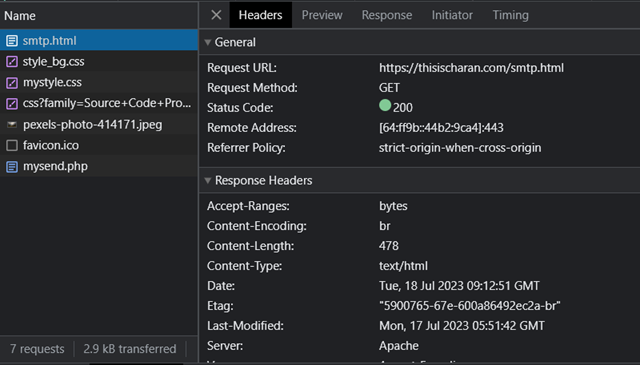 Name
smtp.html
style_bg.css
mystyle.css
css?family=Source+Code+Pro...
pexels-photo-414171.jpeg
favicon.ico
mysend.php
7 requests 2.9 kB transferred
Headers Preview Response Initiator Timing
General
Request URL: https://thisischaran.com/smtp.html
Request Method: GET
Status Code: 200
Remote Address: [64:ff9b::44b2:9ca4]:443
Referrer Policy: strict-origin-when-cross-origin
Response Headers
Accept-Ranges: bytes
Content-Encoding: br
Content-Length: 478
Content-Type: text/html
Date: Tue, 18 Jul 2023 09:12:51 GMT
Etag: "5900765-67e-600a86492ec2a-br"
Last-Modified: Mon, 17 Jul 2023 05:51:42 GMT
Server: Apache